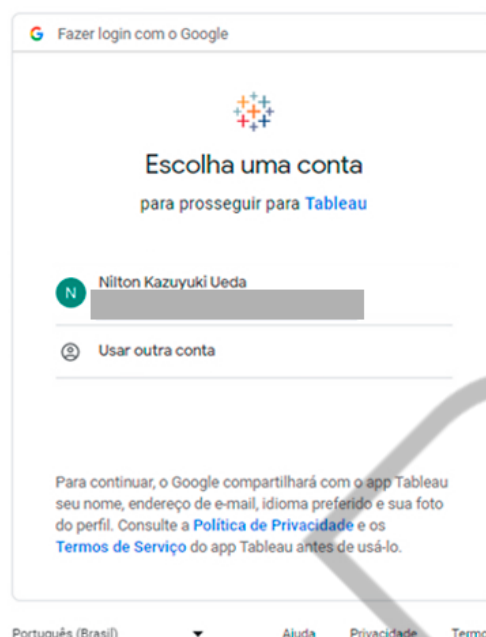 Fazer login com o Google
Escolha uma conta
para prosseguir para Tableau
N
Nilton Kazuyuki Ueda
Usar outra conta
Para continuar, o Google compartilhará com o app Tableau
seu nome, endereço de e-mail, idioma preferido e sua foto
do perfil. Consulte a Política de Privacidade e os
Termos de Serviço do app Tableau antes de usá-lo.
Português (Brasil) Ajuda Privacidade Termo